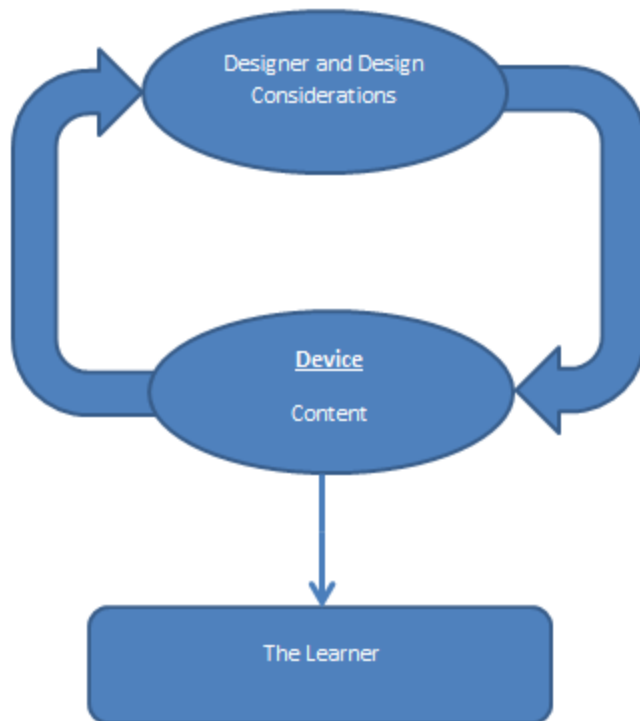 Designer and Design
Considerations
Device
Content
The Learner